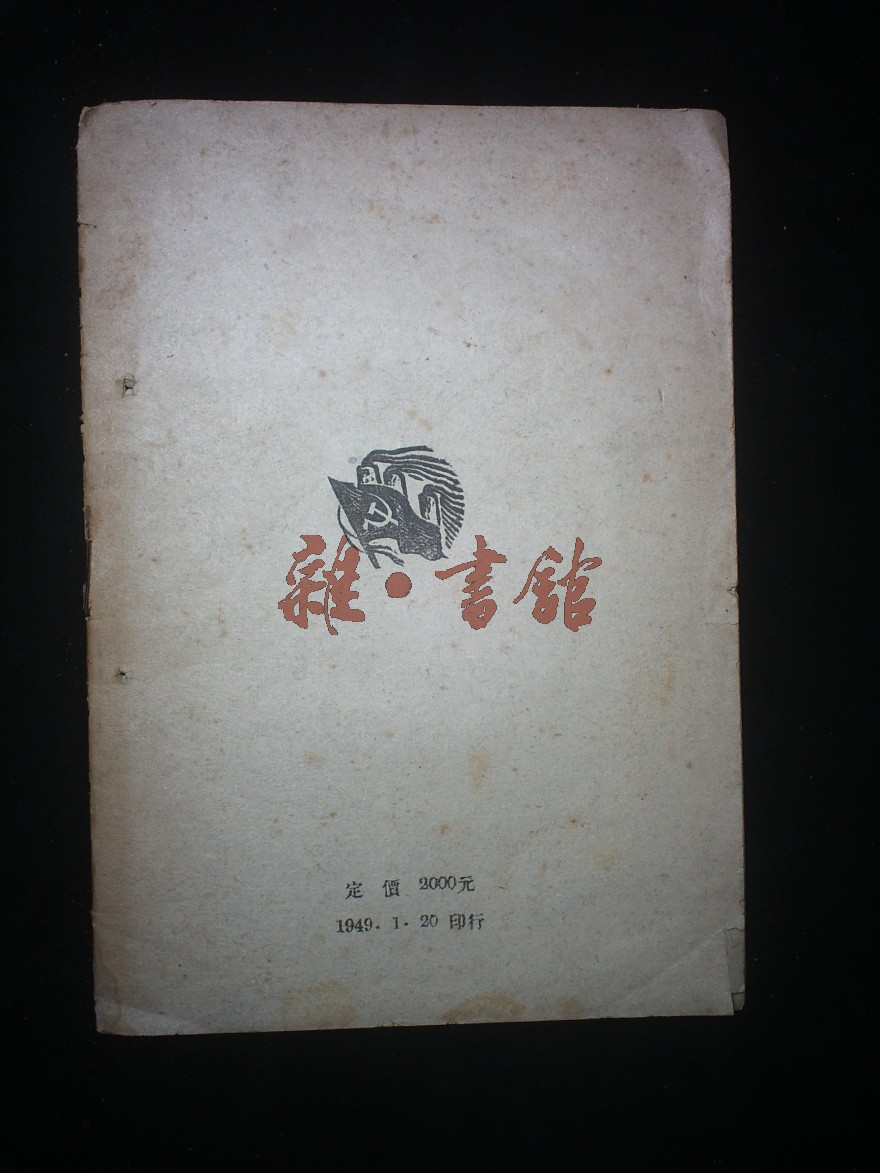 雜·書館
定 價 2000元
1949. 1. 20 印行